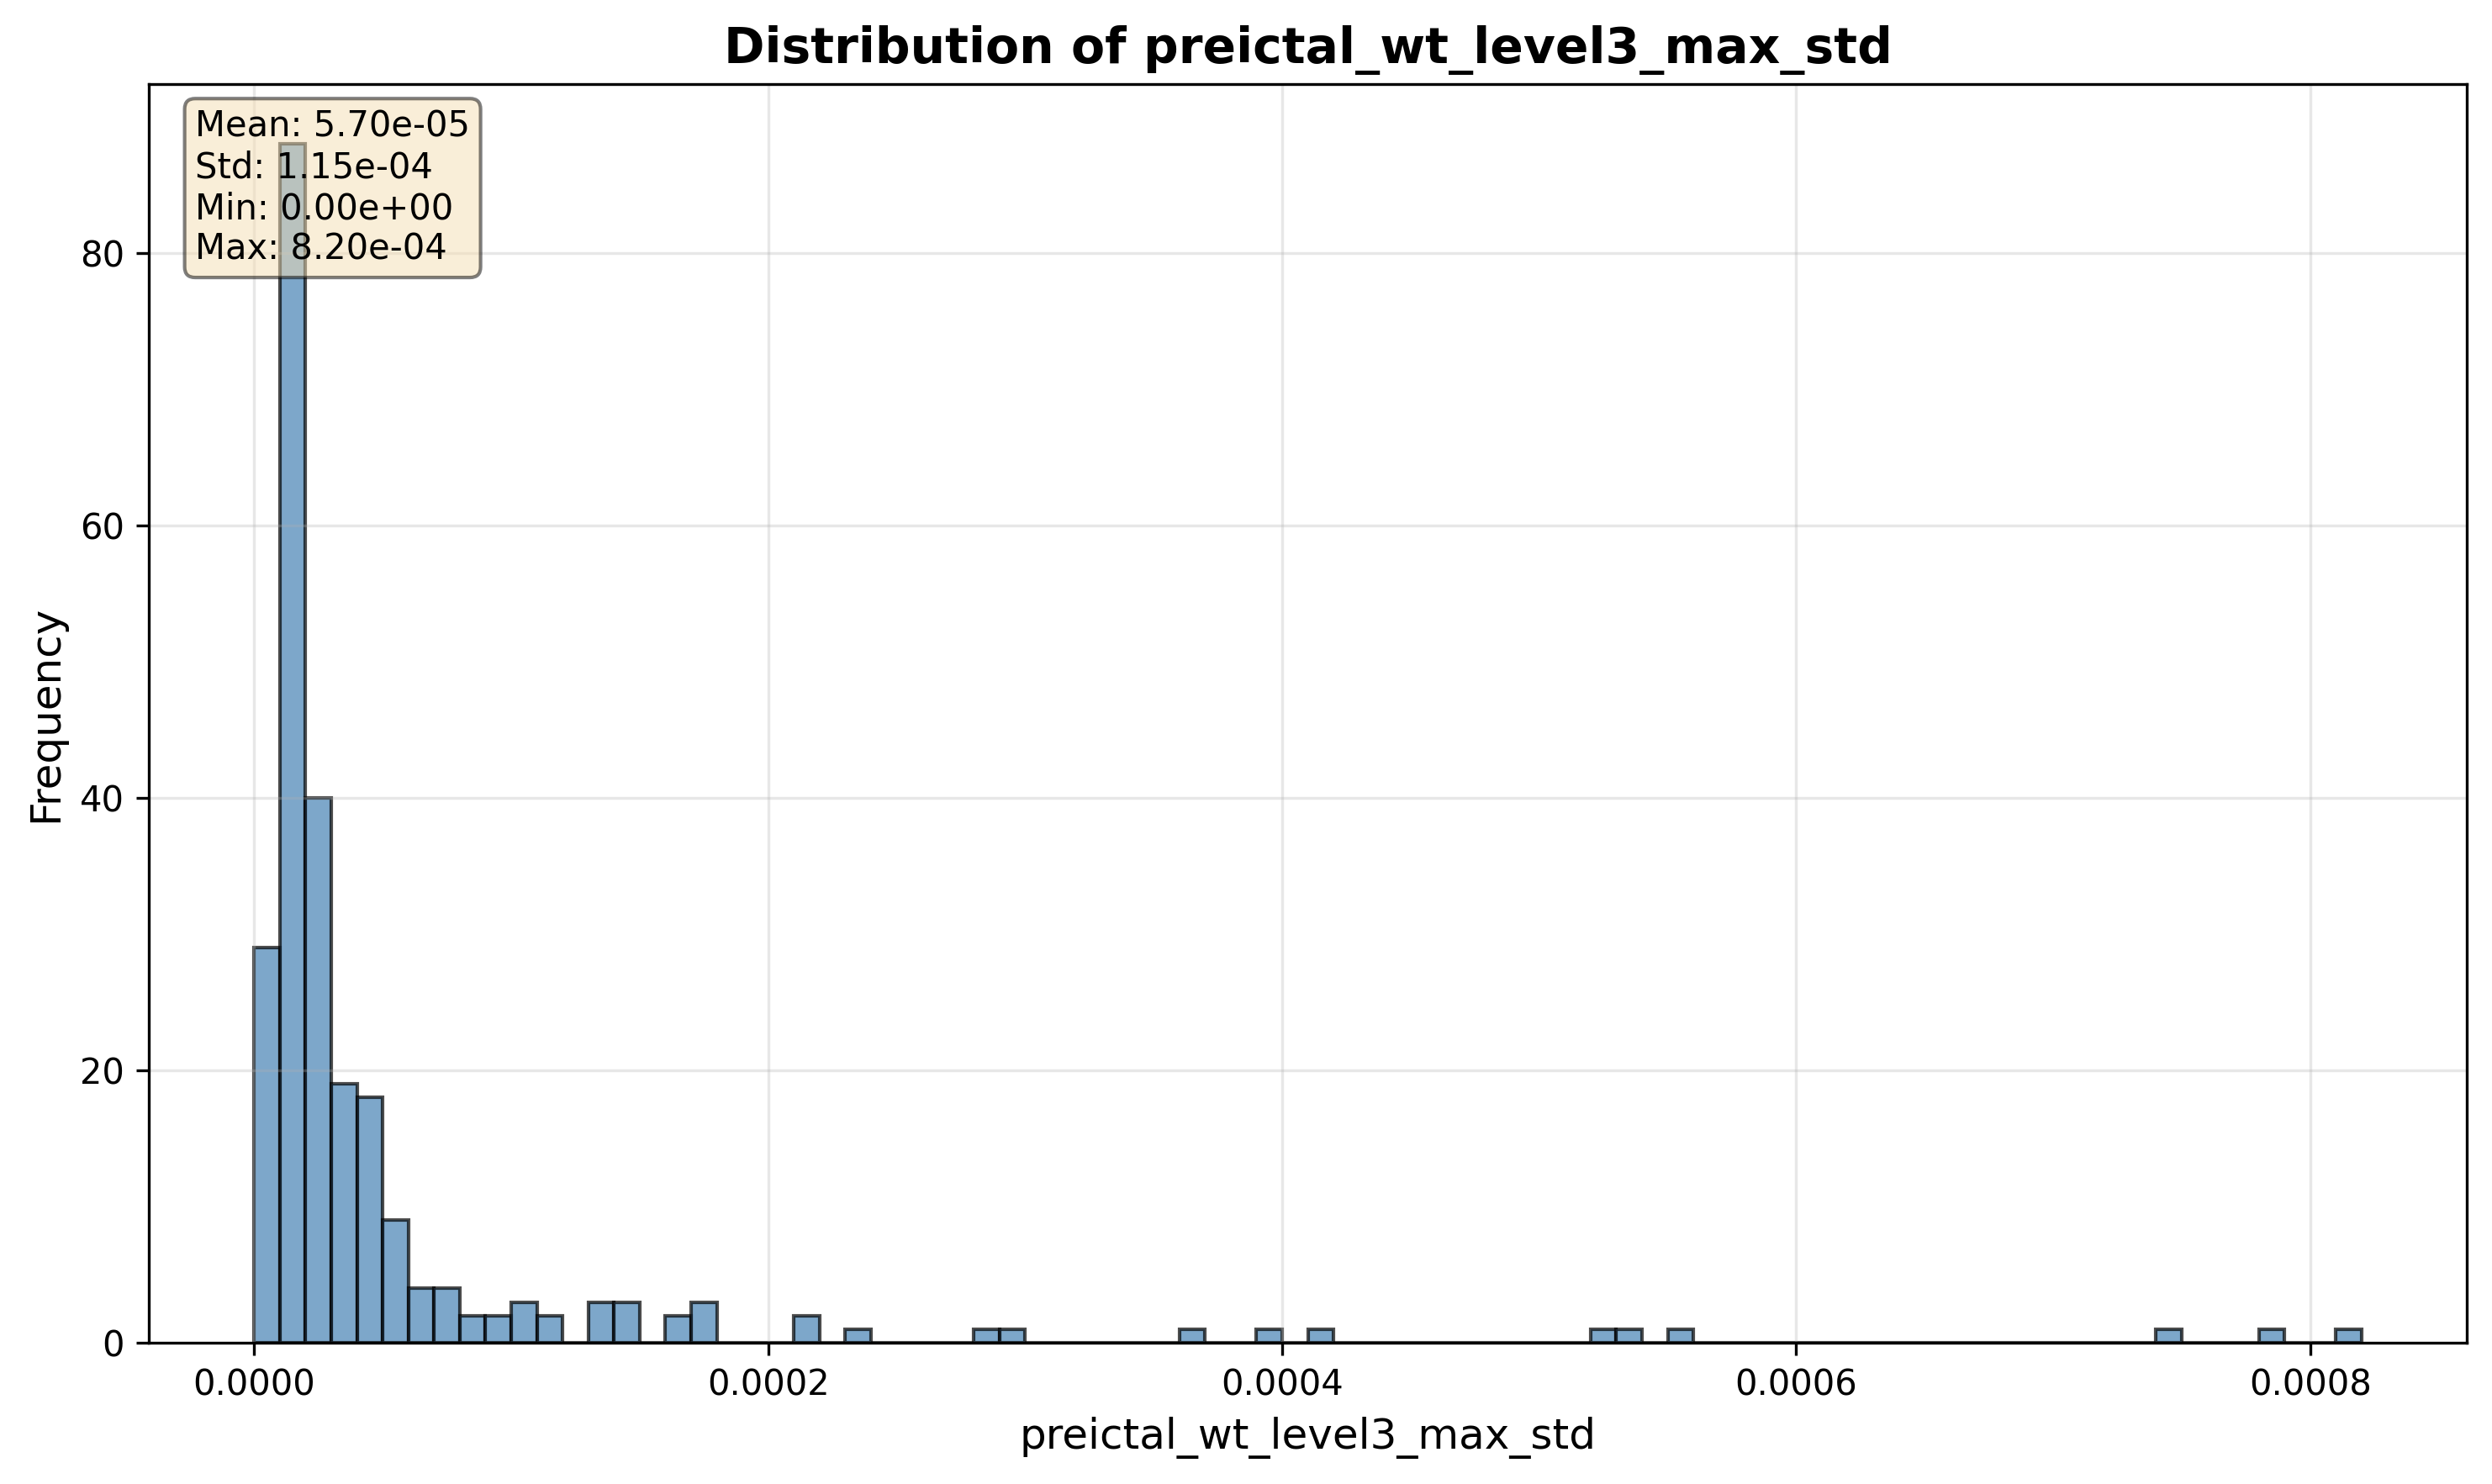 Distribution of preictal_wt_level3_max_std
Mean: 5.70e-05
Std: 1.15e-04
Min: 0.00e+00
Max: 8.20e-04
80
60
40
20
0
Frequency
0.0000 0.0002 0.0004 0.0006 0.0008
preictal_wt_level3_max_std